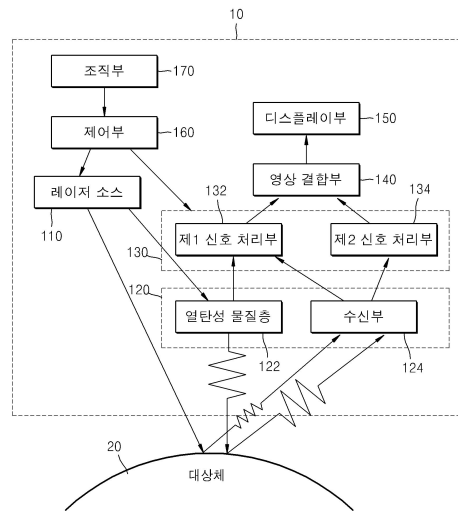 10
조직부
170
제어부
160
디스플레이부
150
영상 결합부
140
레이저 소스
110
132
134
제1 신호 처리부
제2 신호 처리부
130
120
열탄성 물질층
수신부
122
124
20
대상체